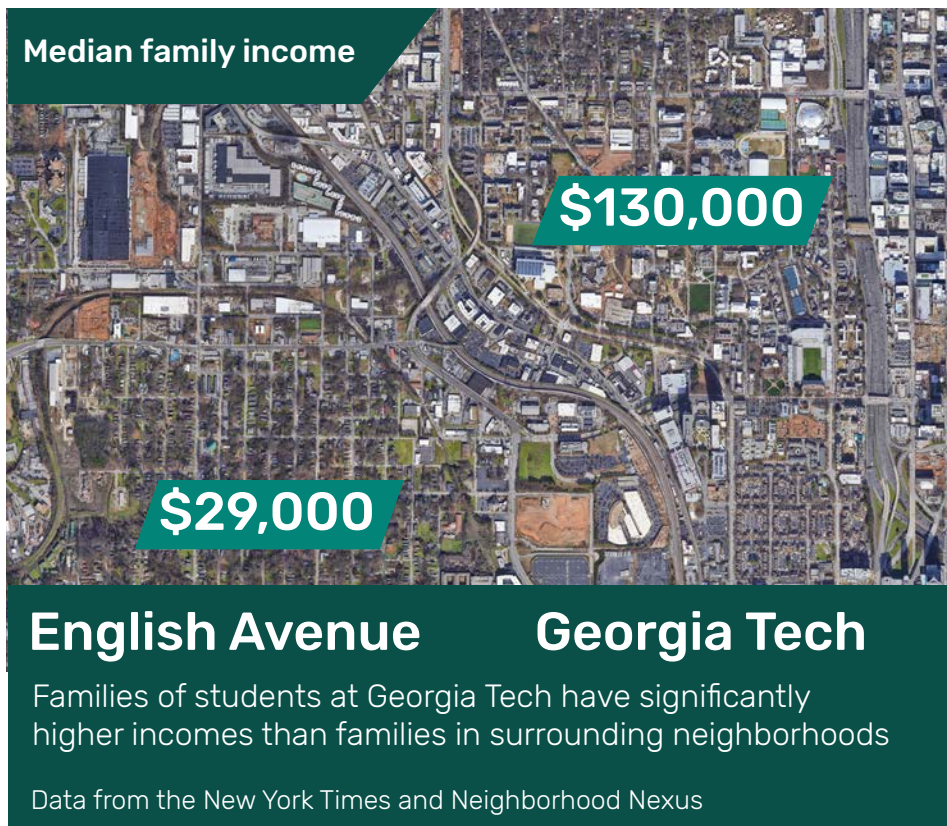 Median family income
$130,000
$29,000
English Avenue
Georgia Tech
Families of students at Georgia Tech have significantly
higher incomes than families in surrounding neighborhoods
Data from the New York Times and Neighborhood Nexus